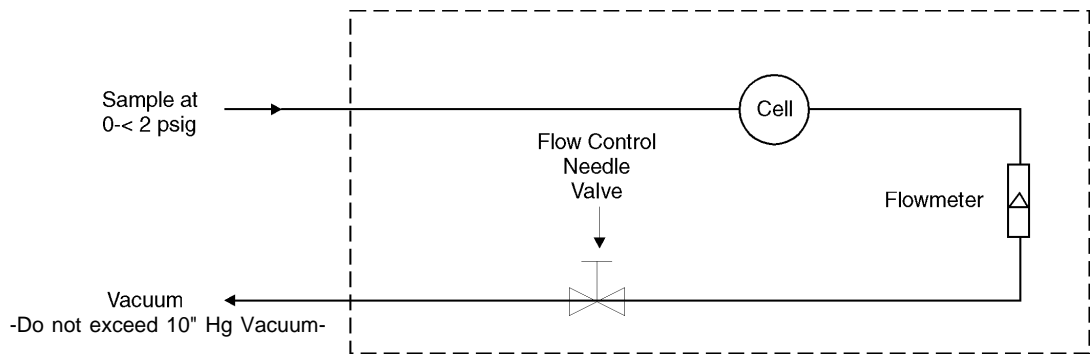 Sample at
0-< 2 psig
Cell
Flow Control
Needle
Valve
Flowmeter
Vacuum
-Do not exceed 10" Hg Vacuum-